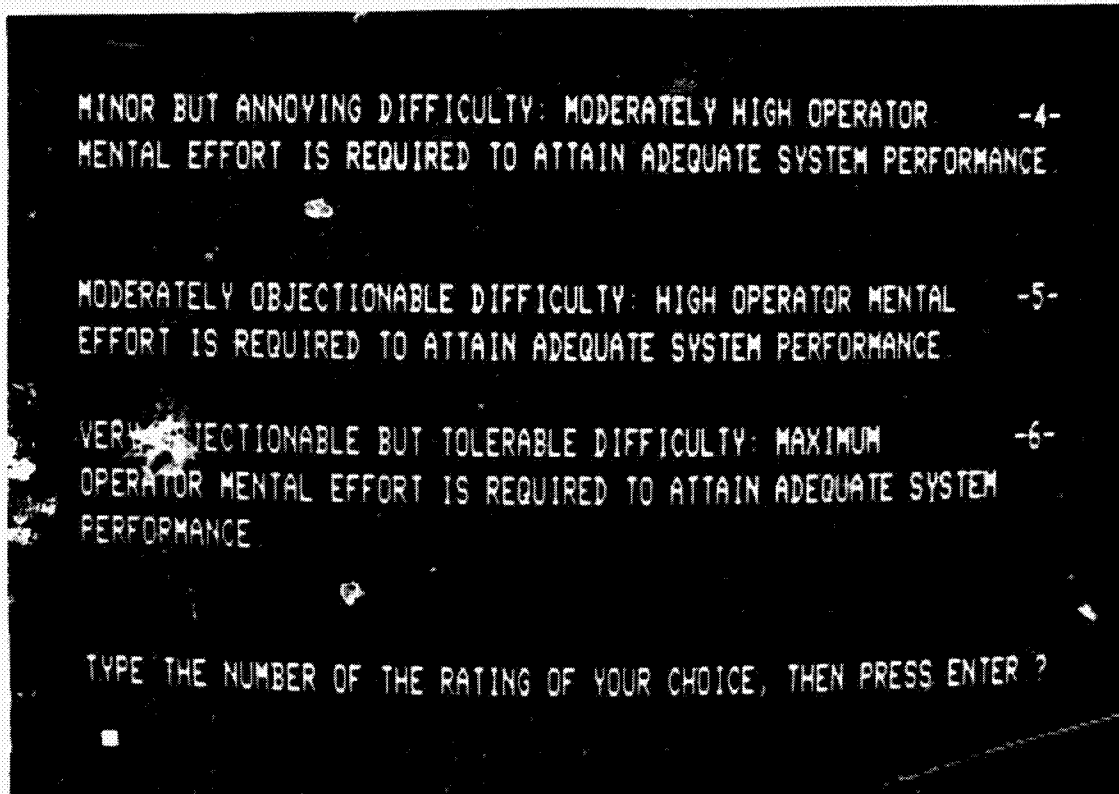 MINOR BUT ANNOYING DIFFICULTY: MODERATELY HIGH OPERATOR -4-
MENTAL EFFORT IS REQUIRED TO ATTAIN ADEQUATE SYSTEM PERFORMANCE.
MODERATELY OBJECTIONABLE DIFFICULTY: HIGH OPERATOR MENTAL -5-
EFFORT IS REQUIRED TO ATTAIN ADEQUATE SYSTEM PERFORMANCE.
VERY OBJECTIONABLE BUT TOLERABLE DIFFICULTY: MAXIMUM -6-
OPERATOR MENTAL EFFORT IS REQUIRED TO ATTAIN ADEQUATE SYSTEM
PERFORMANCE.
TYPE THE NUMBER OF THE RATING OF YOUR CHOICE, THEN PRESS ENTER ?